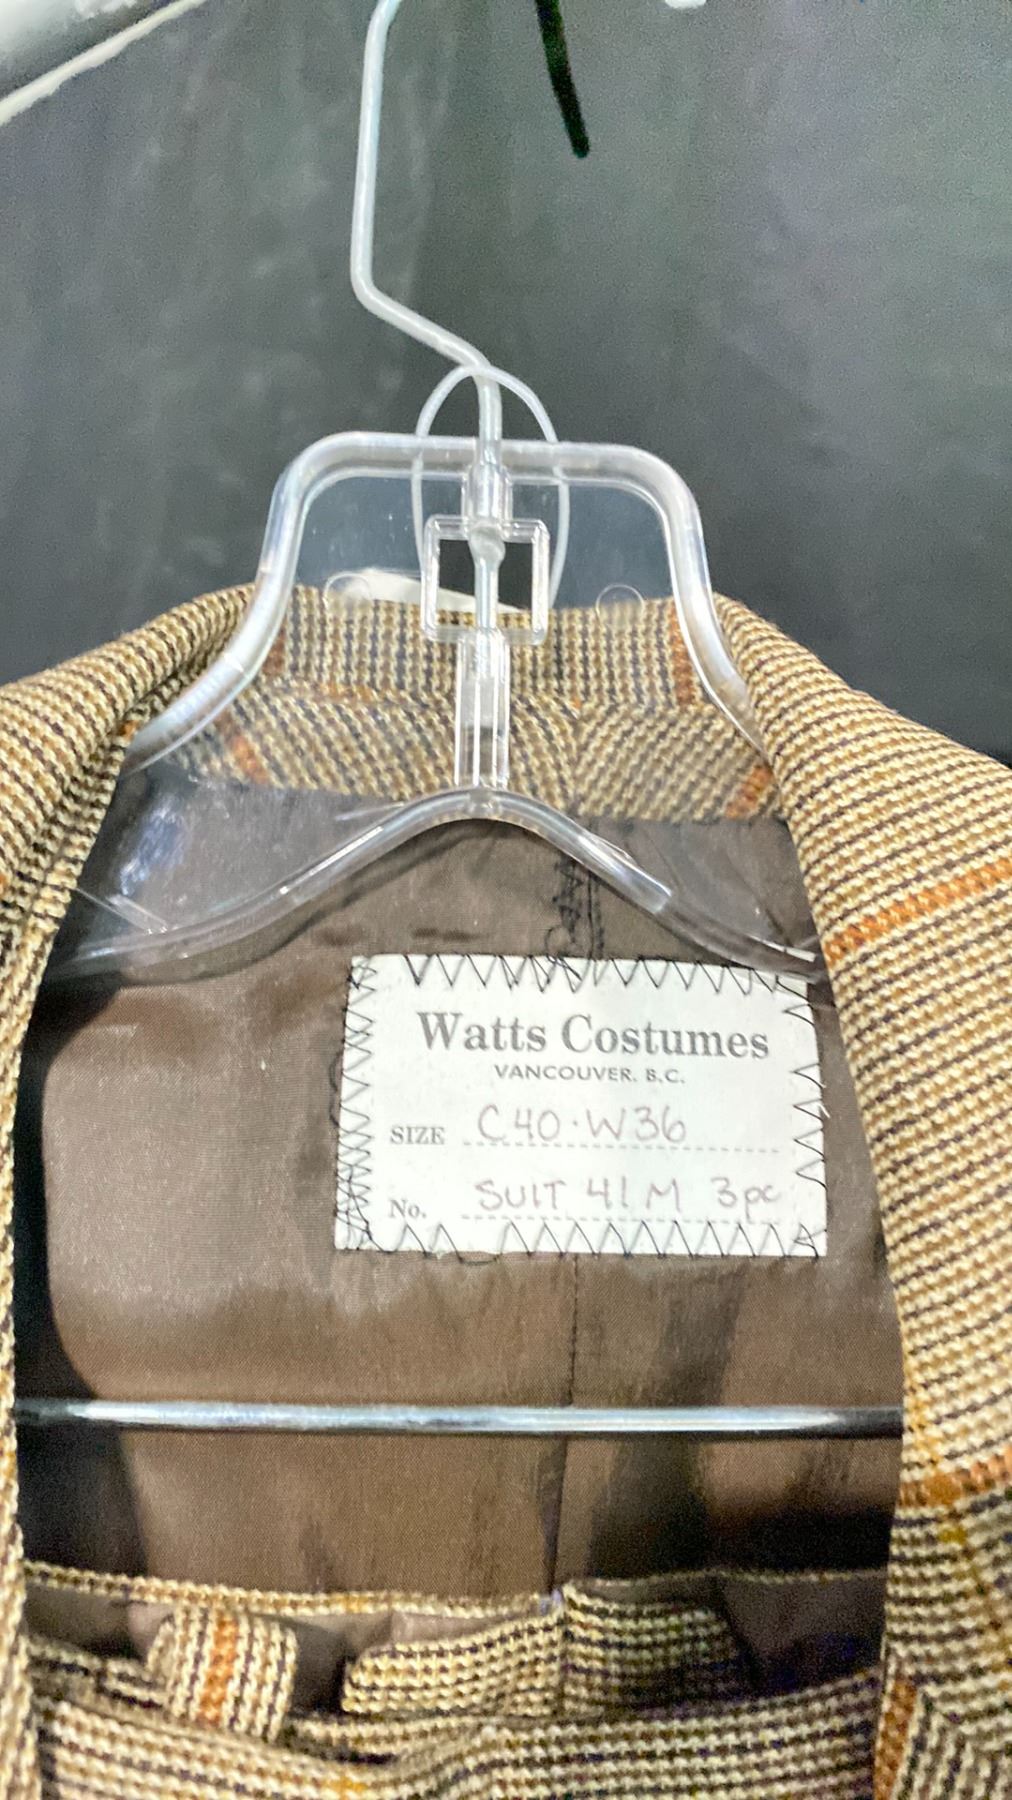 Watts Costumes
VANCOUVER. B.C.
SIZE C40·W36
No. SUIT 41 M 3pc